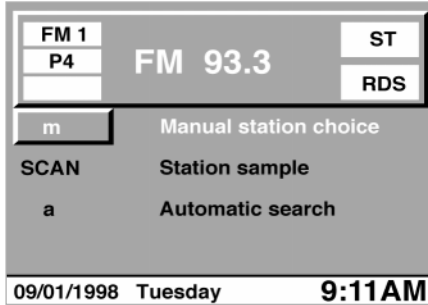 FM 1
P4
FM 93.3
ST
RDS
m Manual station choice
SCAN Station sample
a Automatic search
09/01/1998 Tuesday 9:11AM